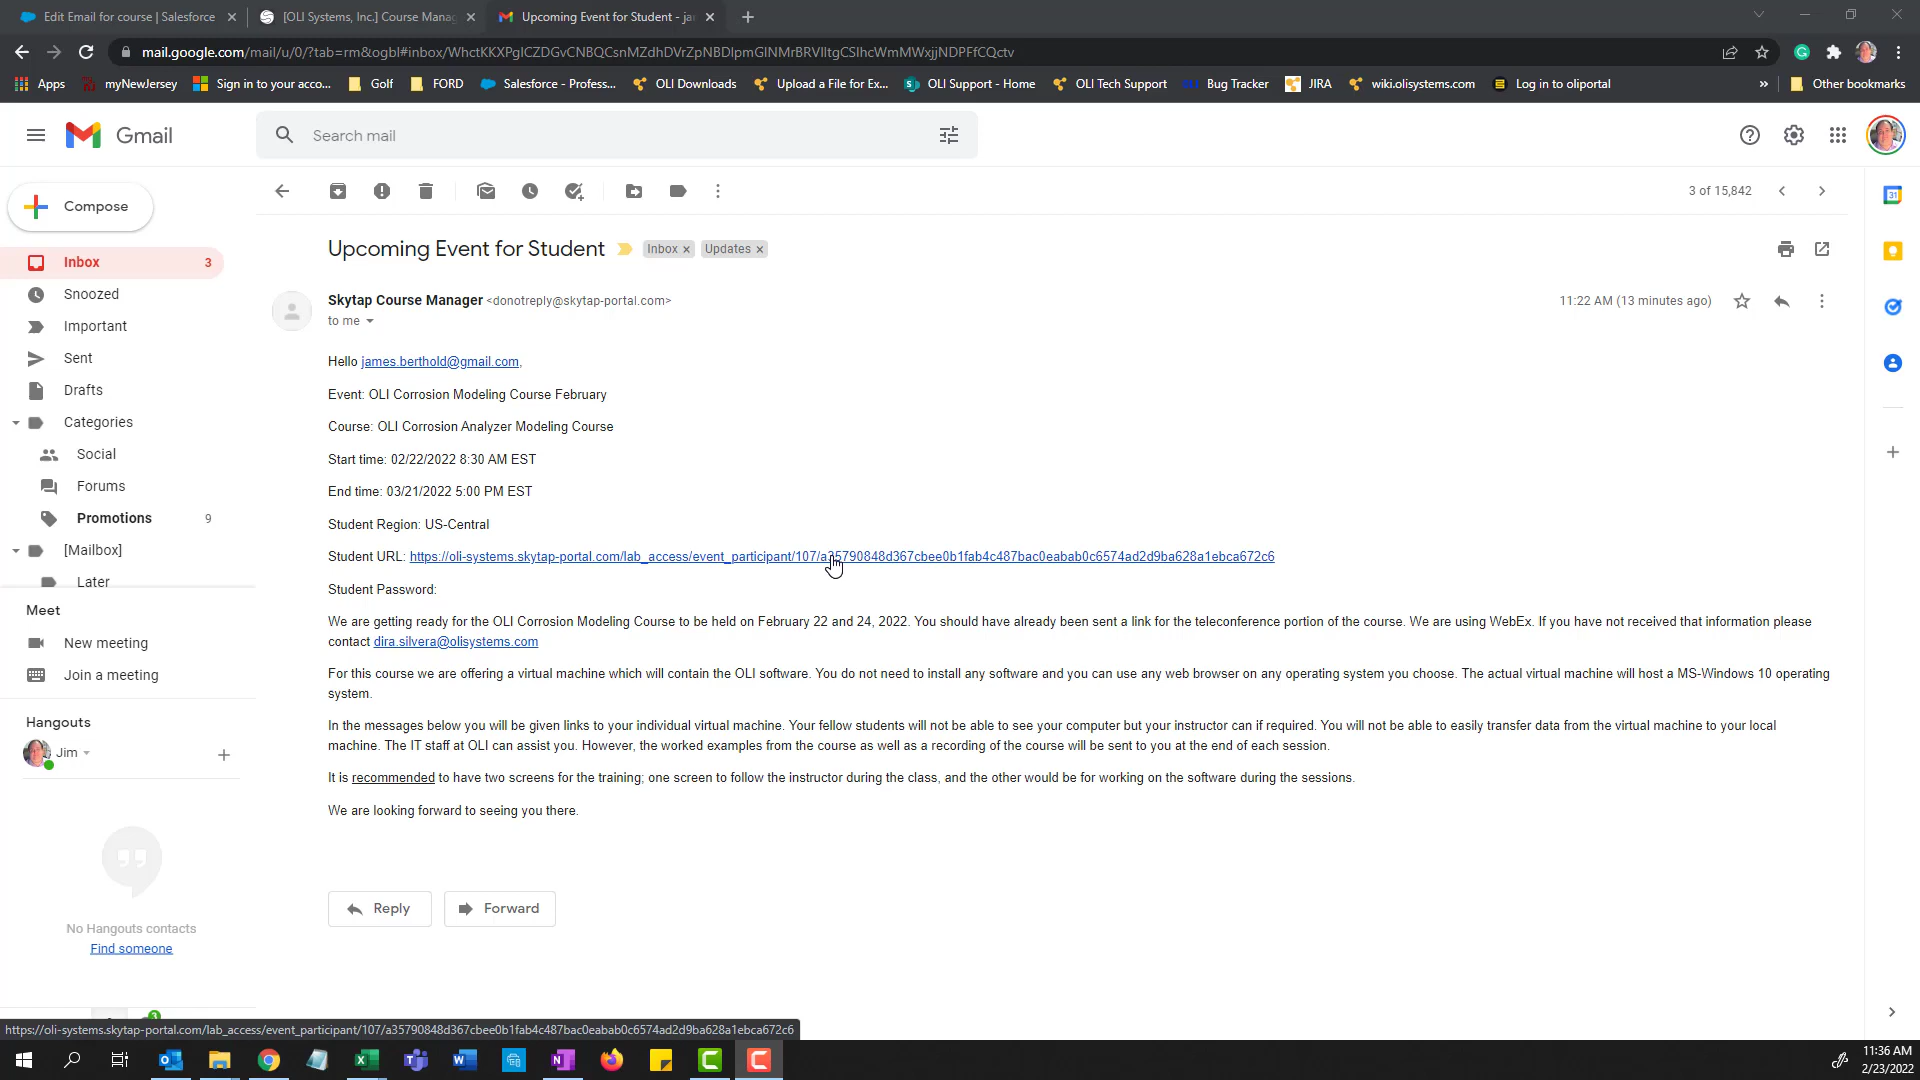 Edit Email for course | Salesforce
[OLI Systems, Inc.] Course Manag
Upcoming Event for Student - ja
mail.google.com/mail/u/0/?tab=rm&ogbl#inbox/WhctKKXPglCZDGvCNBQCsnMZdhDVrZpNBDlpmGlNMrBRVlltgCSlhcWmMWxjjNDPFfCQctv
Apps
myNewJersey
Sign in to your acco...
Golf
FORD
Salesforce - Profess...
OLI Downloads
Upload a File for Ex...
OLI Support - Home
OLI Tech Support
Bug Tracker
JIRA
wiki.olisystems.com
Log in to oliportal
»
Other bookmarks
Gmail
Search mail
Compose
3 of 15,842
Inbox 3
Snoozed
Important
Sent
Drafts
Categories
Social
Forums
Promotions 9
[Mailbox]
Later
Meet
New meeting
Join a meeting
Hangouts
Jim
No Hangouts contacts
Find someone
Upcoming Event for Student
Inbox x
Updates x
Skytap Course Manager <donotreply@skytap-portal.com>
11:22 AM (13 minutes ago)
to me
Hello james.berthold@gmail.com,
Event: OLI Corrosion Modeling Course February
Course: OLI Corrosion Analyzer Modeling Course
Start time: 02/22/2022 8:30 AM EST
End time: 03/21/2022 5:00 PM EST
Student Region: US-Central
Student URL: https://oli-systems.skytap-portal.com/lab_access/event_participant/107/a35790848d367cbee0b1fab4c487bac0eabab0c6574ad2d9ba628a1ebca672c6
Student Password:
We are getting ready for the OLI Corrosion Modeling Course to be held on February 22 and 24, 2022. You should have already been sent a link for the teleconference portion of the course. We are using WebEx. If you have not received that information please
contact dira.silvera@olisystems.com
For this course we are offering a virtual machine which will contain the OLI software. You do not need to install any software and you can use any web browser on any operating system you choose. The actual virtual machine will host a MS-Windows 10 operating
system.
In the messages below you will be given links to your individual virtual machine. Your fellow students will not be able to see your computer but your instructor can if required. You will not be able to easily transfer data from the virtual machine to your local
machine. The IT staff at OLI can assist you. However, the worked examples from the course as well as a recording of the course will be sent to you at the end of each session.
It is recommended to have two screens for the training; one screen to follow the instructor during the class, and the other would be for working on the software during the sessions.
We are looking forward to seeing you there.
Reply
Forward
https://oli-systems.skytap-portal.com/lab_access/event_participant/107/a35790848d367cbee0b1fab4c487bac0eabab0c6574ad2d9ba628a1ebca672c6
11:36 AM
2/23/2022